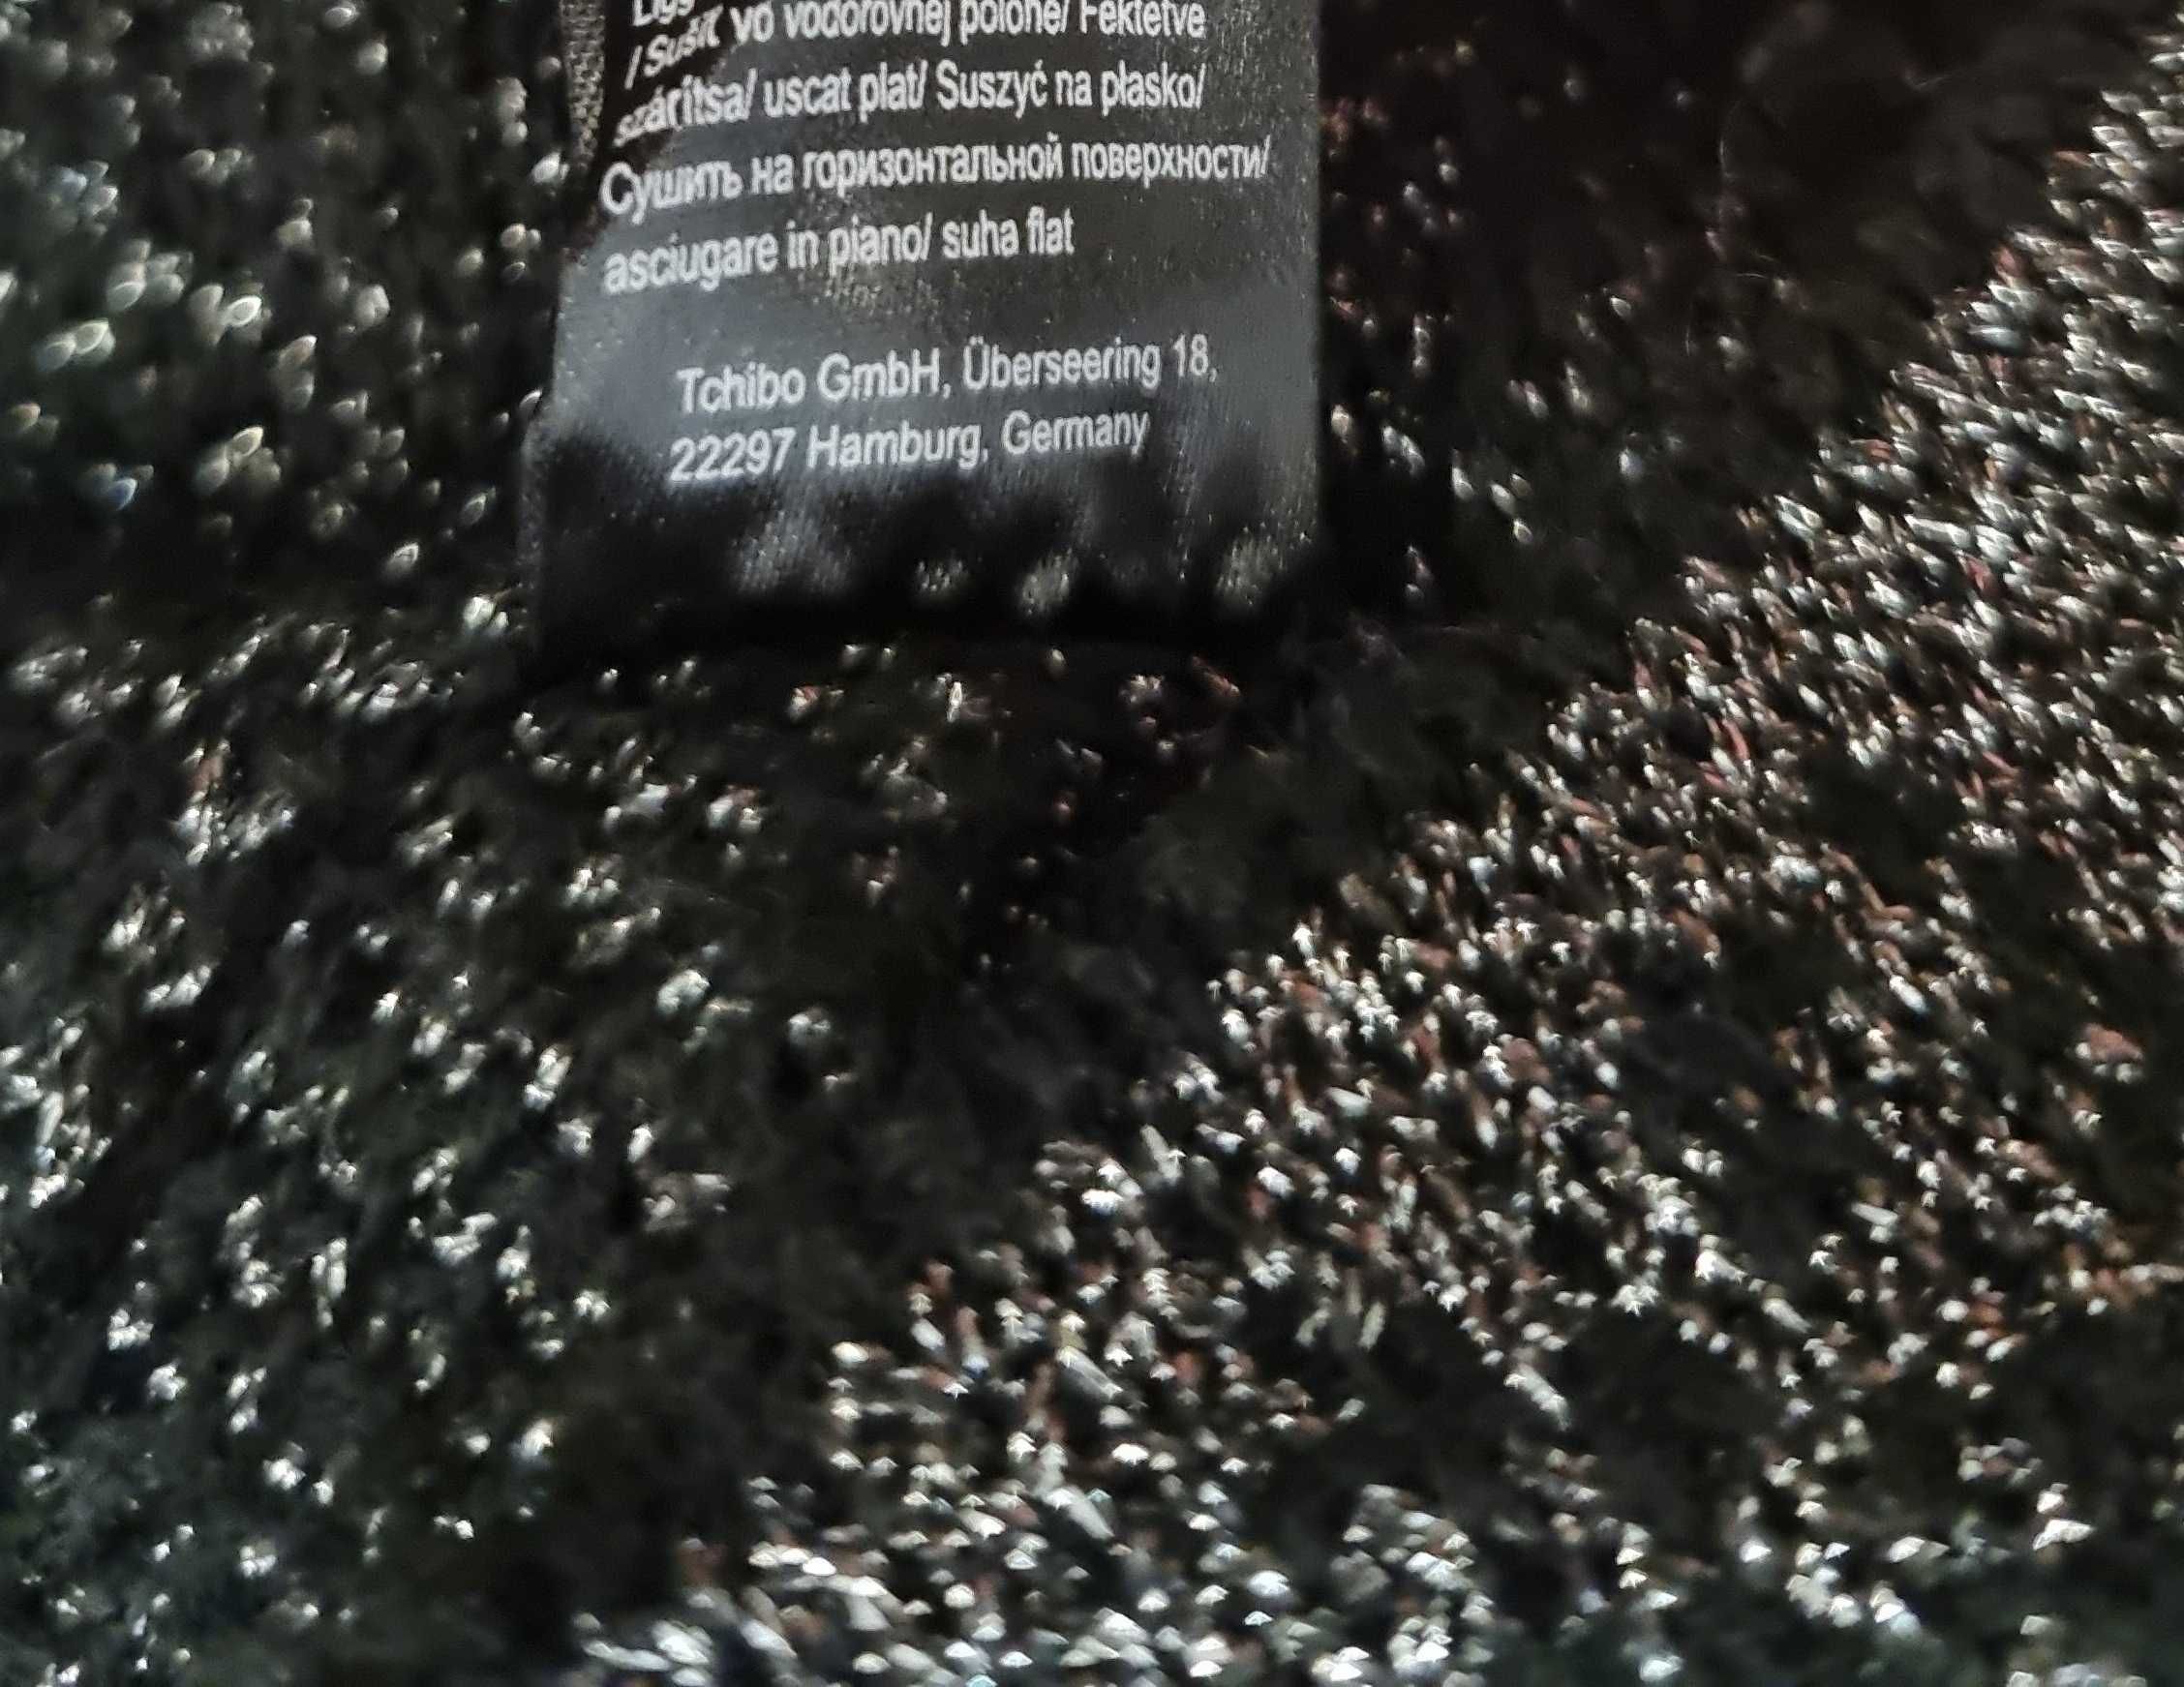 / Sušiť vo vodorovnej polohe/ Fektetve
szárítsa/ uscat plat/ Suszyć na płasko/
Сушить на горизонтальной поверхности/
asciugare in piano/ suha flat
Tchibo GmbH, Überseering 18,
22297 Hamburg, Germany